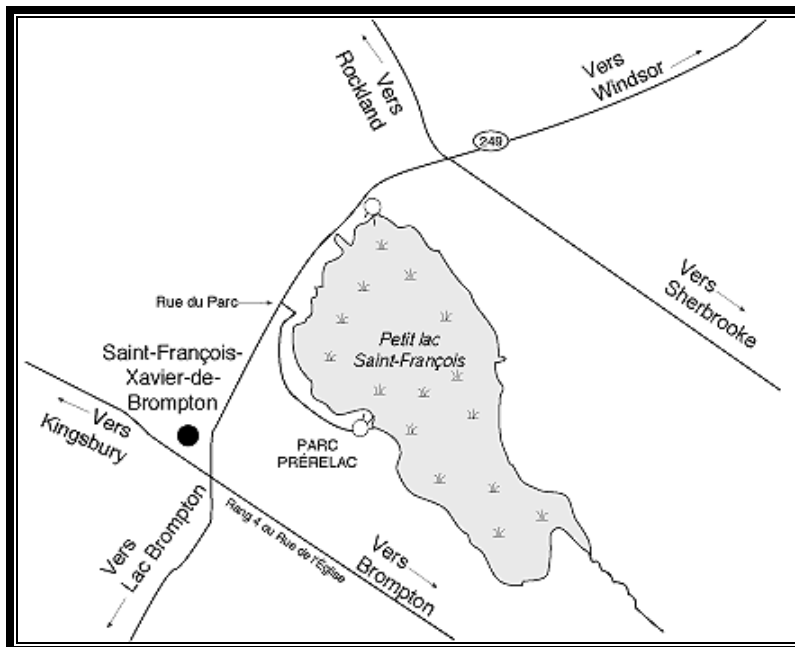 Vers
Rockland
Vers
Windsor
249
Vers
Sherbrooke
Rue du Parc
Petit lac
Saint-François
Saint-François-
Xavier-de-
Brompton
Vers
Kingsbury
PARC
PRÉRELAC
Rang 4 ou Rue de l'Église
Vers
Lac Brompton
Vers
Brompton